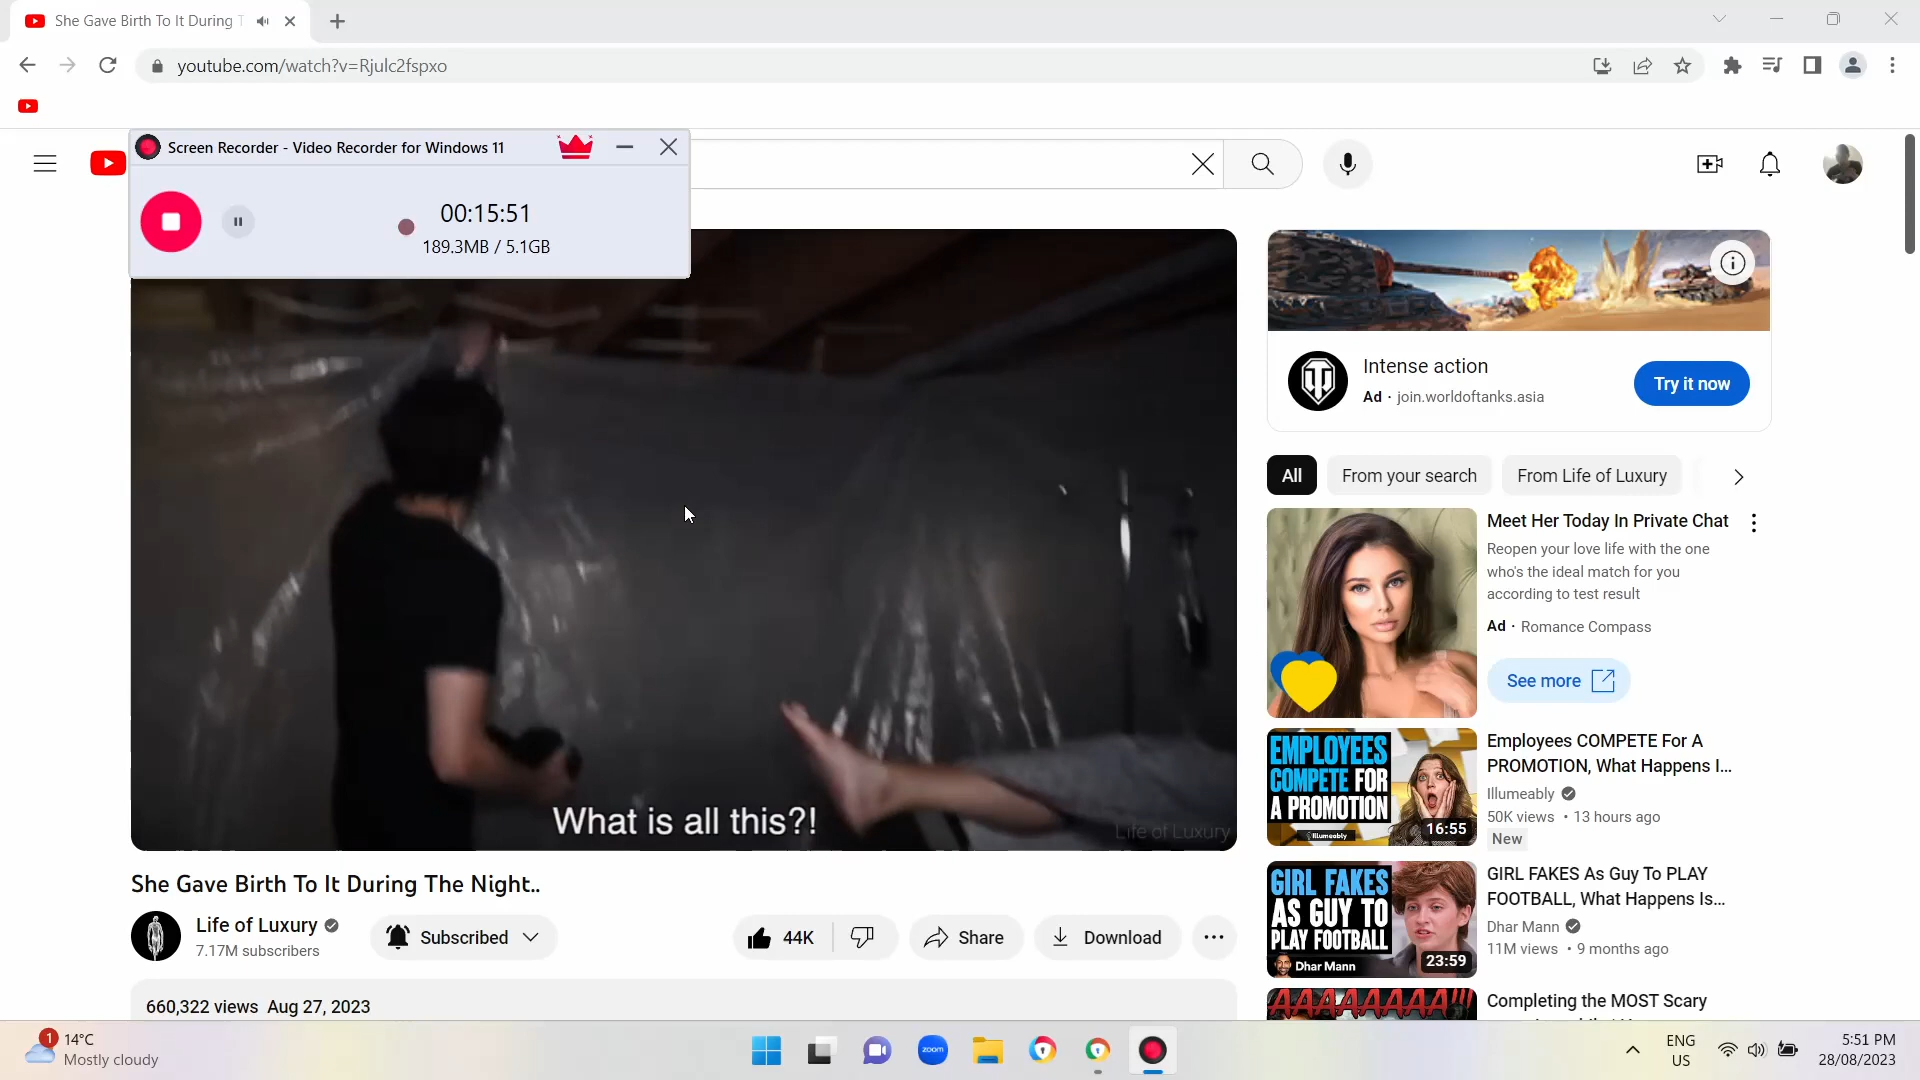 She Gave Birth To It During T
youtube.com/watch?v=Rjulc2fspxo
Screen Recorder - Video Recorder for Windows 11
00:15:51
189.3MB / 5.1GB
What is all this?!
Life of Luxury
She Gave Birth To It During The Night..
Life of Luxury
7.17M subscribers
Subscribed
44K
Share
Download
660,322 views Aug 27, 2023
Intense action
Ad · join.worldoftanks.asia
Try it now
All
From your search
From Life of Luxury
Meet Her Today In Private Chat
Reopen your love life with the one
who's the ideal match for you
according to test result
Ad · Romance Compass
See more
EMPLOYEES
COMPETE FOR
A PROMOTION
Illumeably
16:55
Employees COMPETE For A
PROMOTION, What Happens I...
Illumeably
50K views • 13 hours ago
New
GIRL FAKES
AS GUY TO
PLAY FOOTBALL
Dhar Mann
23:59
GIRL FAKES As Guy To PLAY
FOOTBALL, What Happens Is...
Dhar Mann
11M views • 9 months ago
AAAAAAAA!!!
Completing the MOST Scary
1
14°C
Mostly cloudy
zoom
ENG
US
5:51 PM
28/08/2023